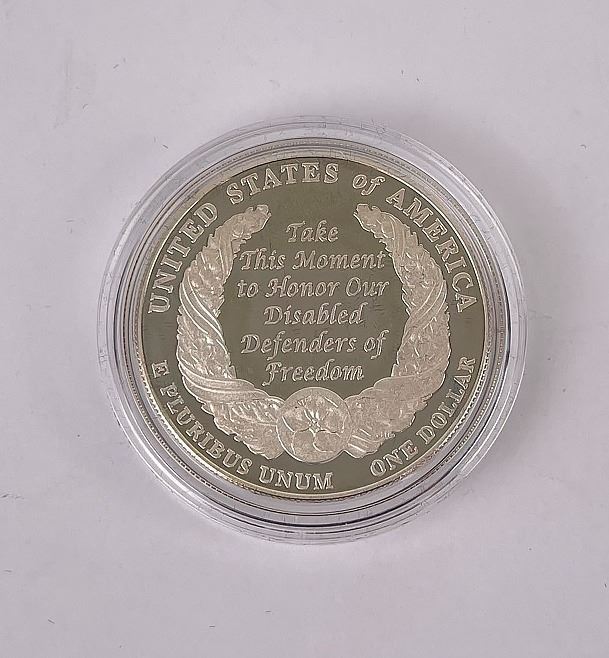 UNITED STATES of AMERICA
Take
This Moment
to Honor Our
Disabled
Defenders of
Freedom
E PLURIBUS UNUM
ONE DOLLAR